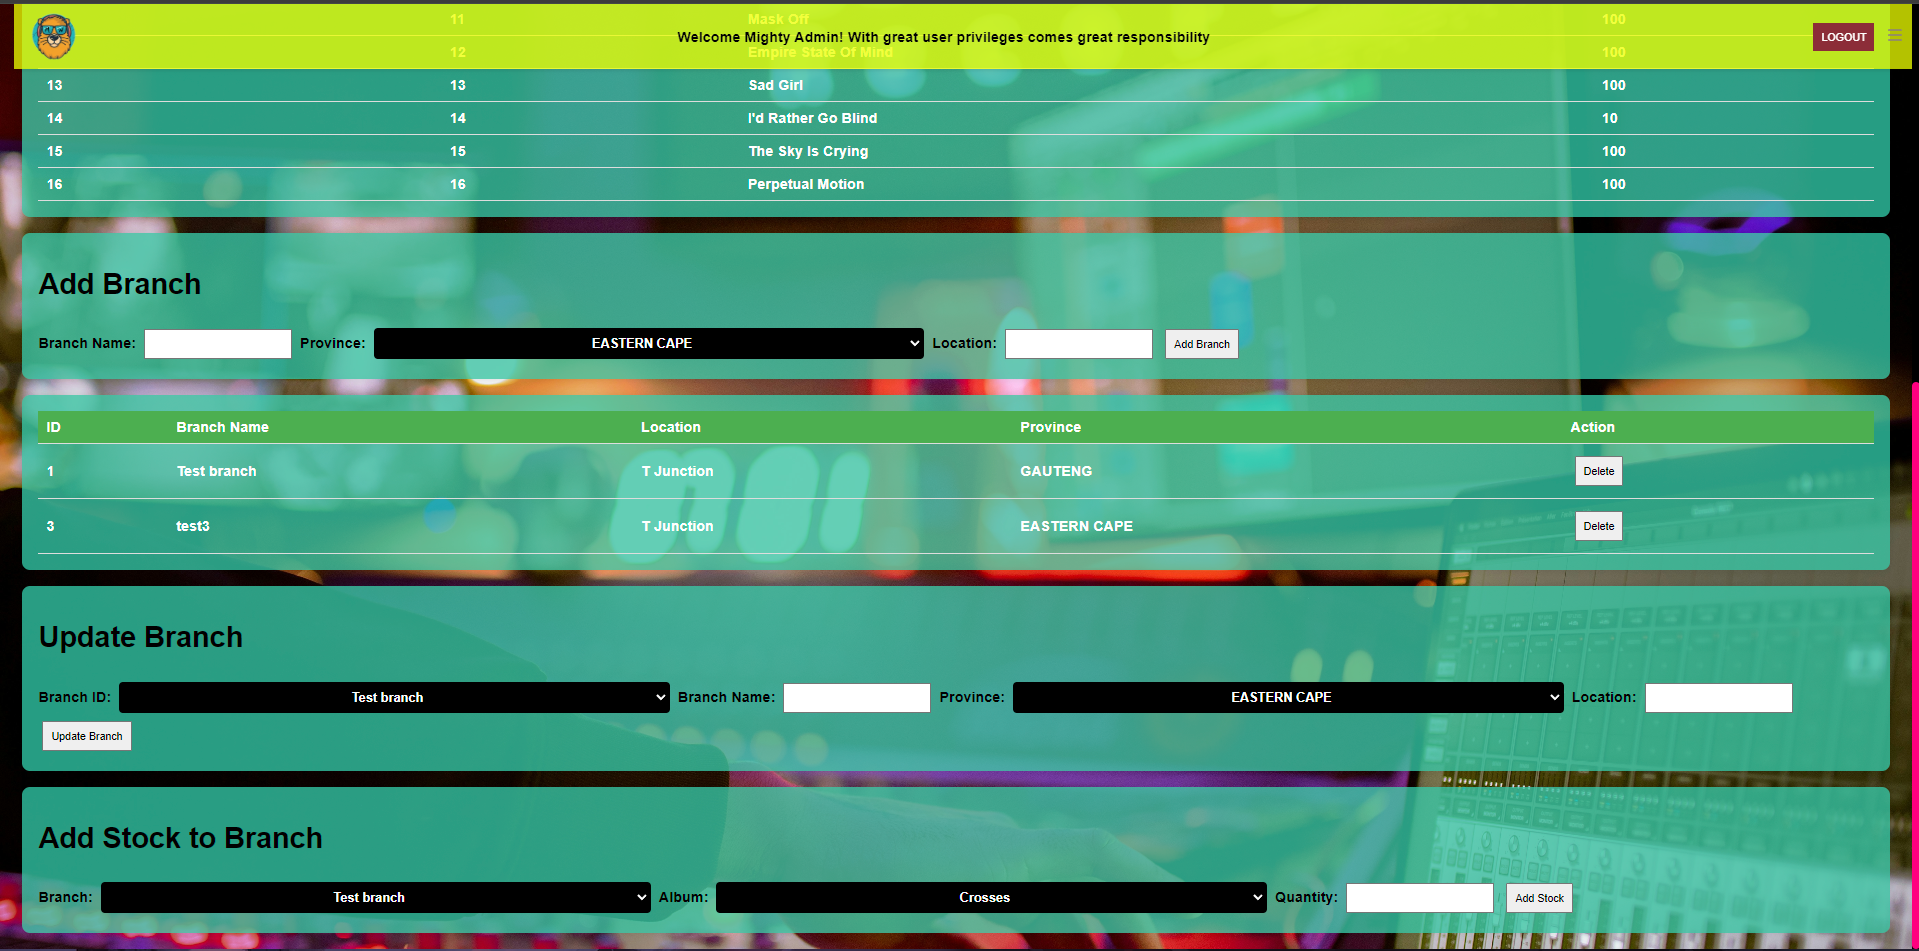 11 Mask Off 100
Welcome Mighty Admin! With great user privileges comes great responsibility
LOGOUT
12 Empire State Of Mind 100
13 13 Sad Girl 100
14 14 I'd Rather Go Blind 10
15 15 The Sky Is Crying 100
16 16 Perpetual Motion 100
Add Branch
Branch Name: Province: EASTERN CAPE Location: Add Branch
ID Branch Name Location Province Action
1 Test branch T Junction GAUTENG Delete
3 test3 T Junction EASTERN CAPE Delete
Update Branch
Branch ID: Test branch Branch Name: Province: EASTERN CAPE Location:
Update Branch
Add Stock to Branch
Branch: Test branch Album: Crosses Quantity: Add Stock